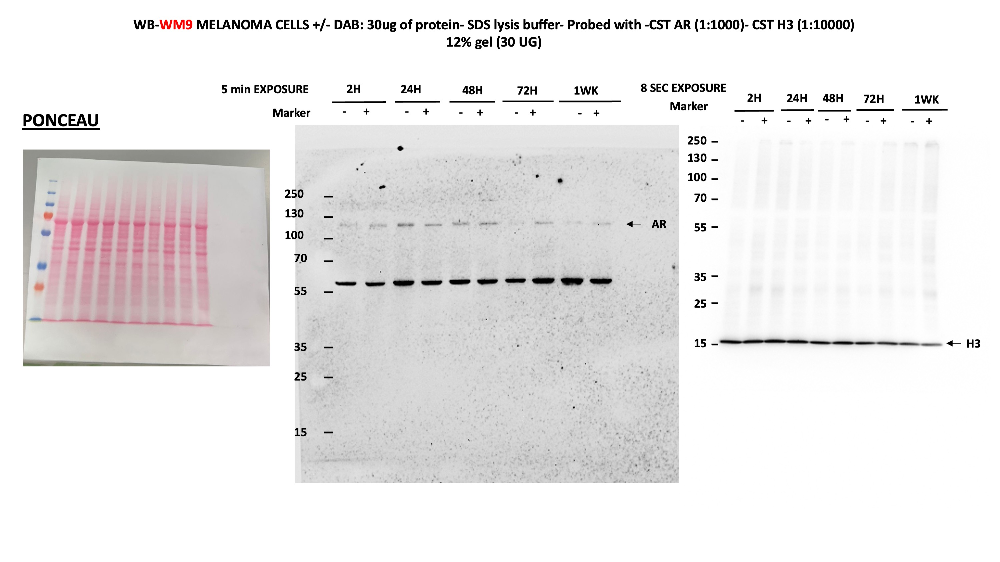 WB-WM9 MELANOMA CELLS +/- DAB: 30ug of protein- SDS lysis buffer- Probed with -CST AR (1:1000)- CST H3 (1:10000)
12% gel (30 UG)
PONCEAU
5 min EXPOSURE
2H 24H 48H 72H 1WK
Marker - + - + - + - + - +
250
130
100
70
55
35
25
15
AR
8 SEC EXPOSURE
2H 24H 48H 72H 1WK
Marker
- + - + - + - + - +
250
130
100
70
55
35
25
15
H3